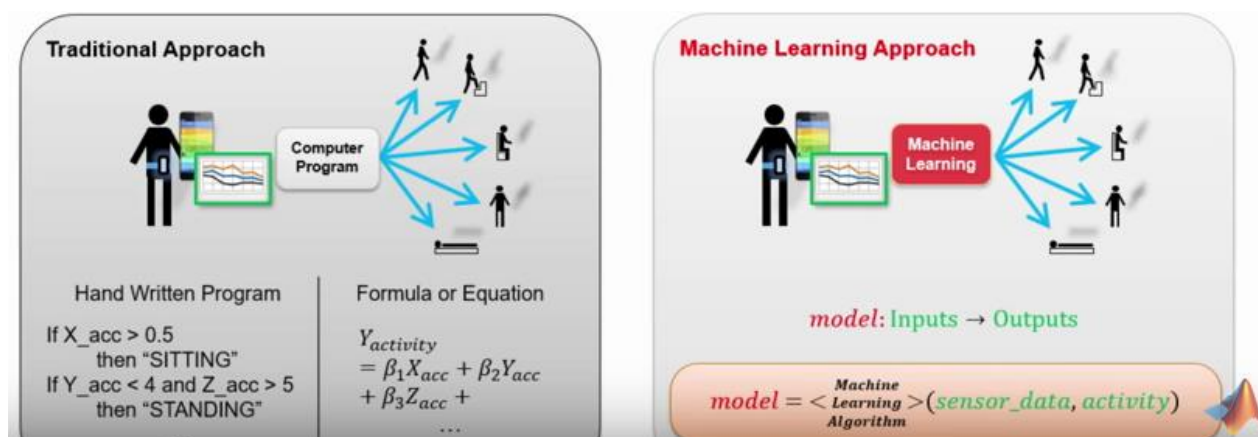 Traditional Approach
Computer
Program
Hand Written Program
If X_acc > 0.5
then “SITTING”
If Y_acc < 4 and Z_acc > 5
then “STANDING”
Formula or Equation
Y_activity
= β₁X_acc + β₂Y_acc
+ β₃Z_acc +
...
Machine Learning Approach
Machine
Learning
model: Inputs → Outputs
model = < Machine Learning Algorithm >(sensor_data, activity)